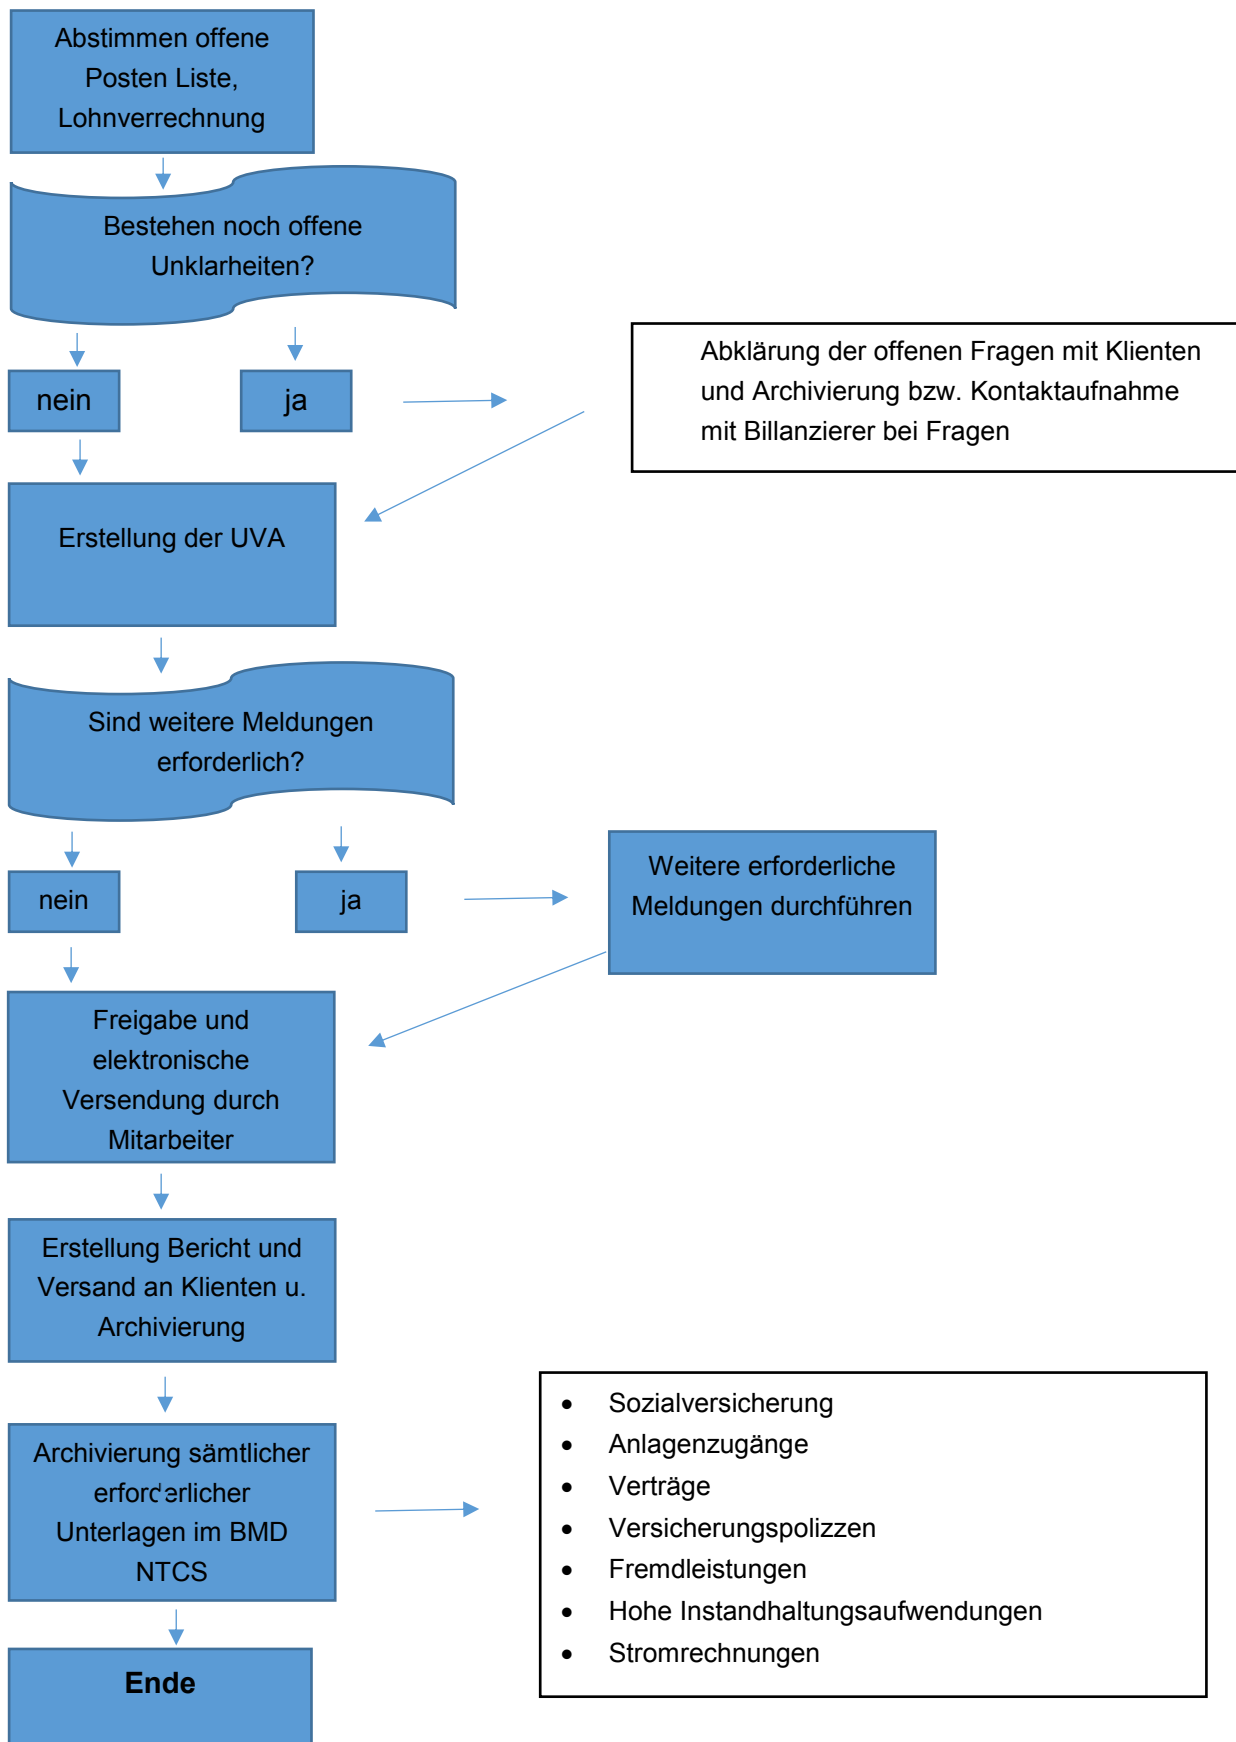 Abstimmen offene
Posten Liste,
Lohnverrechnung
Bestehen noch offene
Unklarheiten?
nein
ja
Abklärung der offenen Fragen mit Klienten
und Archivierung bzw. Kontaktaufnahme
mit Billanzierer bei Fragen
Erstellung der UVA
Sind weitere Meldungen
erforderlich?
nein
ja
Weitere erforderliche
Meldungen durchführen
Freigabe und
elektronische
Versendung durch
Mitarbeiter
Erstellung Bericht und
Versand an Klienten u.
Archivierung
Archivierung sämtlicher
erforderlicher
Unterlagen im BMD
NTCS
• Sozialversicherung
• Anlagenzugänge
• Verträge
• Versicherungspolizzen
• Fremdleistungen
• Hohe Instandhaltungsaufwendungen
• Stromrechnungen
Ende